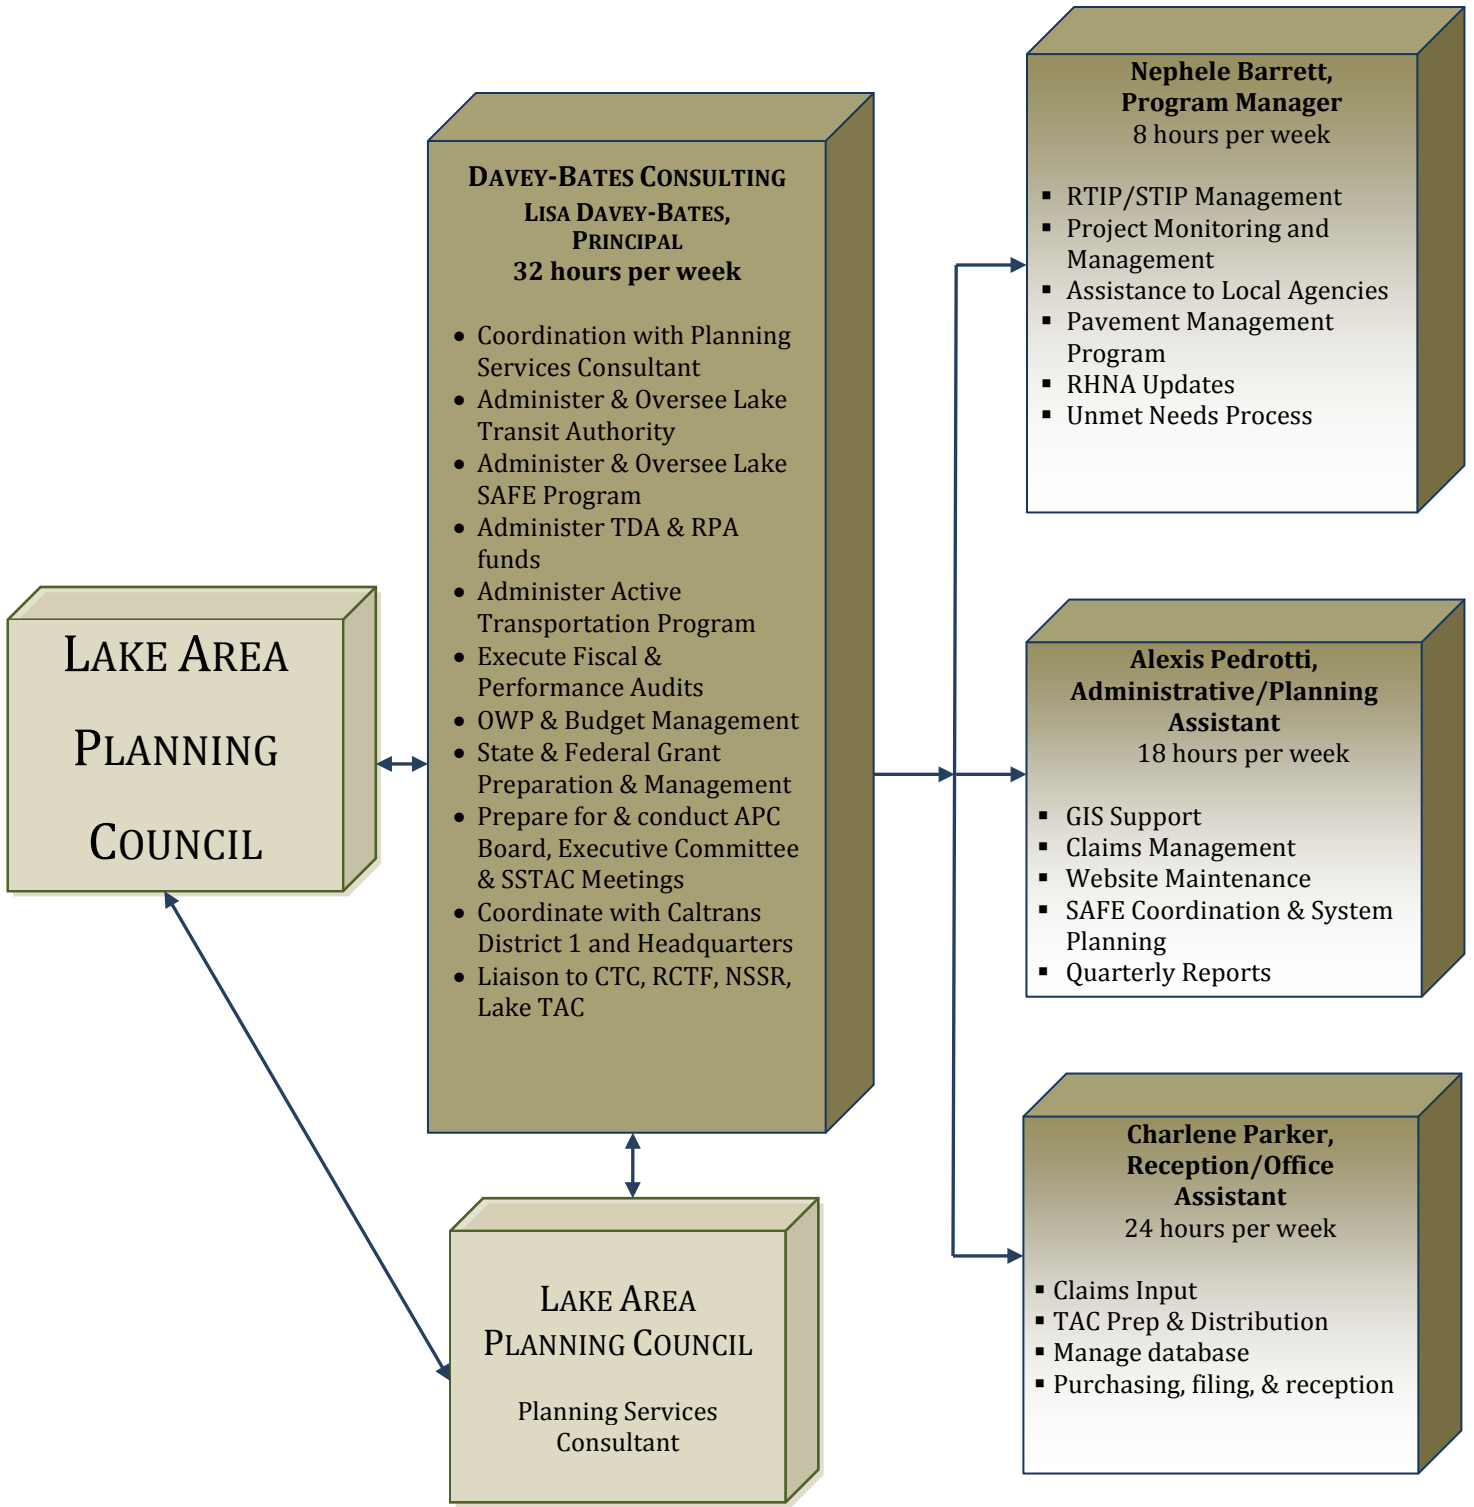 LAKE AREA
PLANNING
COUNCIL
DAVEY-BATES CONSULTING
LISA DAVEY-BATES,
PRINCIPAL
32 hours per week
• Coordination with Planning
Services Consultant
• Administer & Oversee Lake
Transit Authority
• Administer & Oversee Lake
SAFE Program
• Administer TDA & RPA
funds
• Administer Active
Transportation Program
• Execute Fiscal &
Performance Audits
• OWP & Budget Management
• State & Federal Grant
Preparation & Management
• Prepare for & conduct APC
Board, Executive Committee
& SSTAC Meetings
• Coordinate with Caltrans
District 1 and Headquarters
• Liaison to CTC, RCTF, NSSR,
Lake TAC
LAKE AREA
PLANNING COUNCIL
Planning Services
Consultant
Nephele Barrett,
Program Manager
8 hours per week
▪ RTIP/STIP Management
▪ Project Monitoring and
Management
▪ Assistance to Local Agencies
▪ Pavement Management
Program
▪ RHNA Updates
▪ Unmet Needs Process
Alexis Pedrotti,
Administrative/Planning
Assistant
18 hours per week
▪ GIS Support
▪ Claims Management
▪ Website Maintenance
▪ SAFE Coordination & System
Planning
▪ Quarterly Reports
Charlene Parker,
Reception/Office
Assistant
24 hours per week
▪ Claims Input
▪ TAC Prep & Distribution
▪ Manage database
▪ Purchasing, filing, & reception